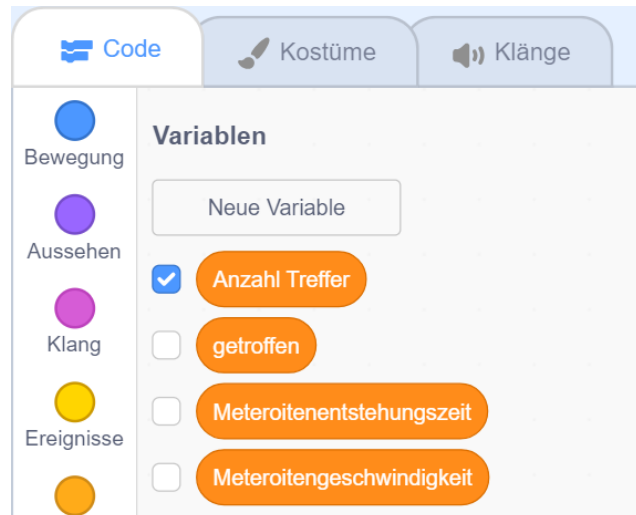 Code Kostüme Klänge
Bewegung
Aussehen
Klang
Ereignisse
Variablen
Neue Variable
Anzahl Treffer
getroffen
Meteroitenentstehungszeit
Meteroitengeschwindigkeit